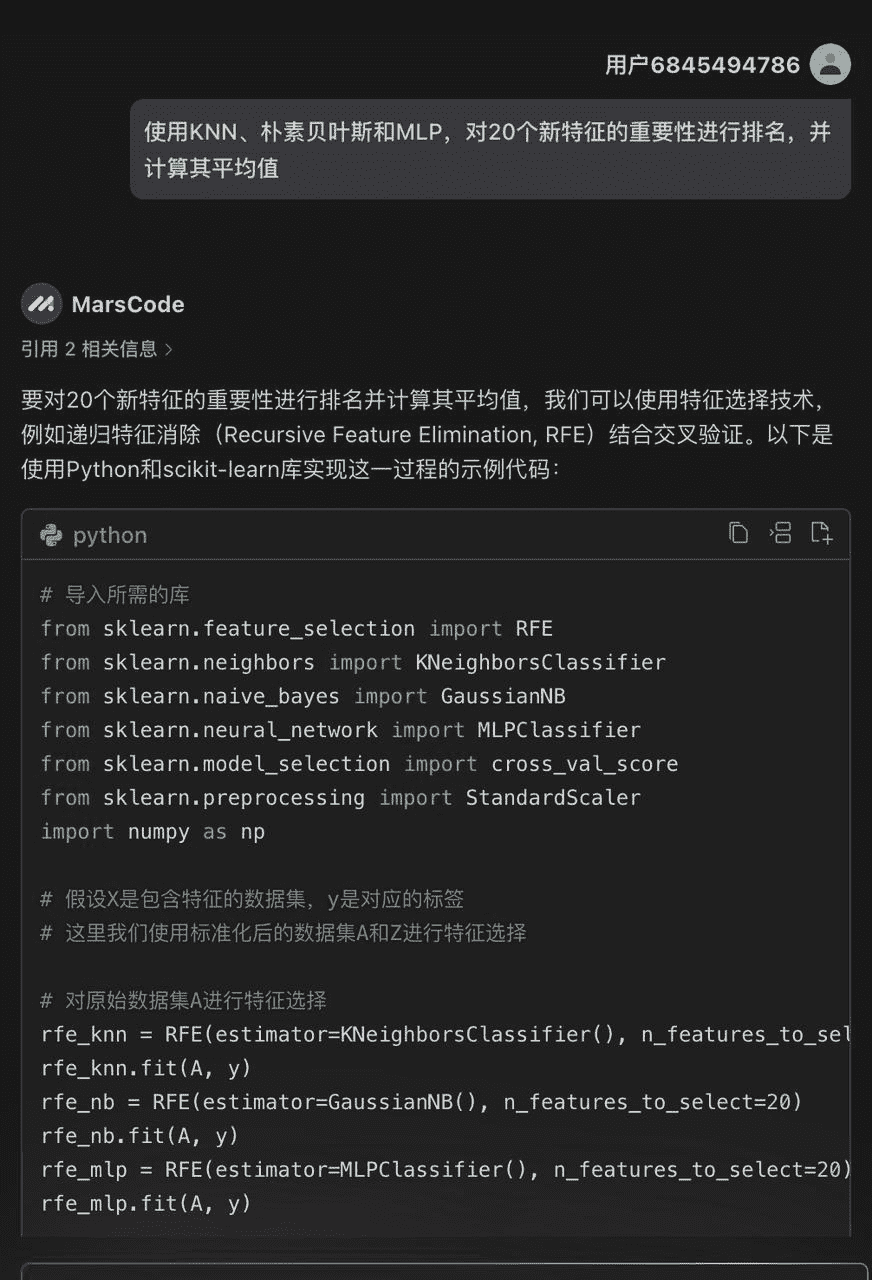 用户6845494786
使用KNN、朴素贝叶斯和MLP，对20个新特征的重要性进行排名，并
计算其平均值
MarsCode
引用 2 相关信息 >
要对20个新特征的重要性进行排名并计算其平均值，我们可以使用特征选择技术，
例如递归特征消除（Recursive Feature Elimination, RFE）结合交叉验证。以下是
使用Python和scikit-learn库实现这一过程的示例代码：
python
# 导入所需的库
from sklearn.feature_selection import RFE
from sklearn.neighbors import KNeighborsClassifier
from sklearn.naive_bayes import GaussianNB
from sklearn.neural_network import MLPClassifier
from sklearn.model_selection import cross_val_score
from sklearn.preprocessing import StandardScaler
import numpy as np
# 假设X是包含特征的数据集，y是对应的标签
# 这里我们使用标准化后的数据集A和Z进行特征选择
# 对原始数据集A进行特征选择
rfe_knn = RFE(estimator=KNeighborsClassifier(), n_features_to_sel
rfe_knn.fit(A, y)
rfe_nb = RFE(estimator=GaussianNB(), n_features_to_select=20)
rfe_nb.fit(A, y)
rfe_mlp = RFE(estimator=MLPClassifier(), n_features_to_select=20)
rfe_mlp.fit(A, y)